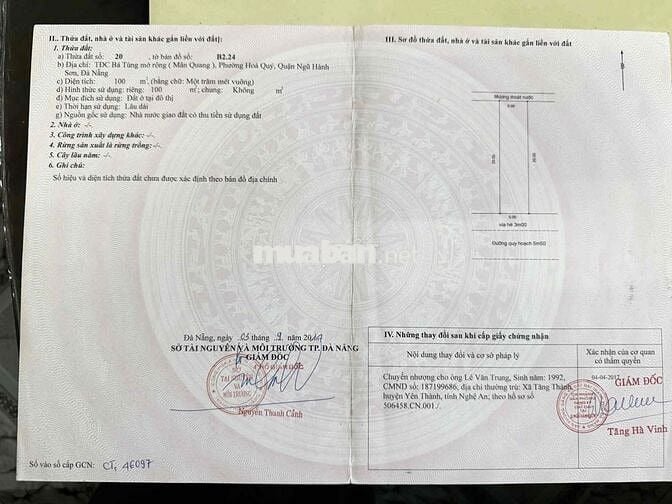 II.. Thửa đất, nhà ở và tài sản khác gắn liền với đất:
1. Thửa đất:
a) Thửa đất số: 20 , tờ bản đồ số: B2.24
b) Địa chỉ: TDC Bá Tùng mở rộng ( Mân Quang ), Phường Hoà Quý, Quận Ngũ Hành
Sơn, Đà Nẵng
c) Diện tích: 100 m², (bằng chữ: Một trăm mét vuông)
d) Hình thức sử dụng: riêng: 100 m²; chung: Không m²
đ) Mục đích sử dụng: Đất ở tại đô thị
e) Thời hạn sử dụng: Lâu dài
g) Nguồn gốc sử dụng: Nhà nước giao đất có thu tiền sử dụng đất
2. Nhà ở: -/-
3. Công trình xây dựng khác: -/-
4. Rừng sản xuất là rừng trồng: -/-
5. Cây lâu năm: -/-
6. Ghi chú:
Số hiệu và diện tích thửa đất chưa được xác định theo bản đồ địa chính
Đà Nẵng, ngày 05 tháng 9 năm 2019
SỞ TÀI NGUYÊN VÀ MÔI TRƯỜNG TP. ĐÀ NẴNG
GIÁM ĐỐC
Nguyễn Thanh Cảnh
Số vào sổ cấp GCN: CT, 46097
III. Sơ đồ thửa đất, nhà ở và tài sản khác gắn liền với đất
Mương thoát nước
5.00
20.00
20.00
5.00
vỉa hè 3m00
Đường quy hoạch 5m50
IV. Những thay đổi sau khi cấp giấy chứng nhận
Nội dung thay đổi và cơ sở pháp lý
Xác nhận của cơ quan
có thẩm quyền
Chuyển nhượng cho ông Lê Văn Trung, Sinh năm: 1992,
CMND số: 187199686, địa chỉ thường trú: Xã Tăng Thành,
huyện Yên Thành, tỉnh Nghệ An; theo hồ sơ số
506458.CN.001./
GIÁM ĐỐC
Tăng Hà Vinh
muaban.net